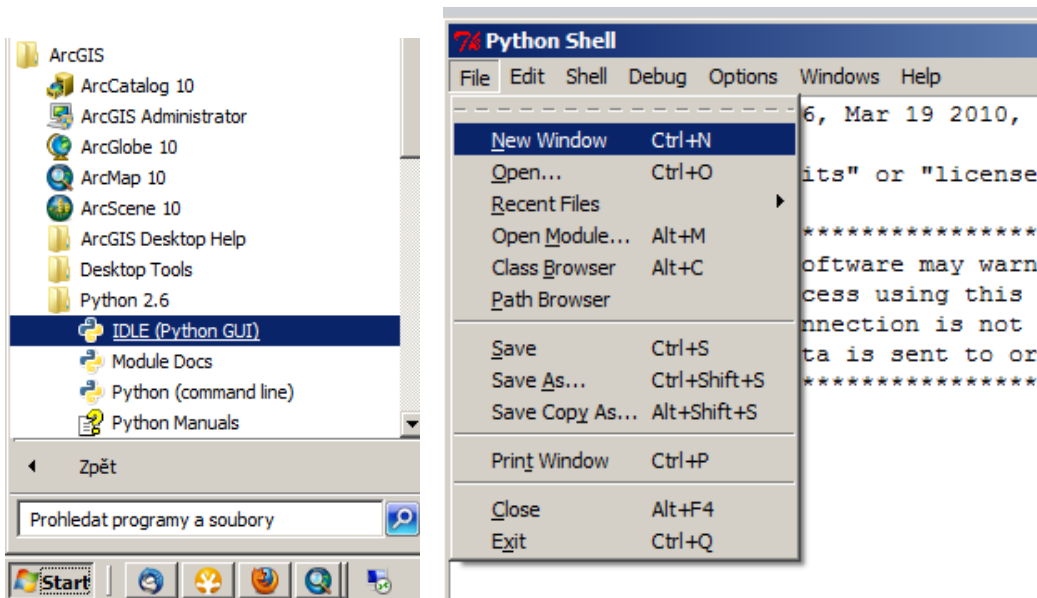 ArcGIS
ArcCatalog 10
ArcGIS Administrator
ArcGlobe 10
ArcMap 10
ArcScene 10
ArcGIS Desktop Help
Desktop Tools
Python 2.6
IDLE (Python GUI)
Module Docs
Python (command line)
Python Manuals
Zpět
Prohledat programy a soubory
Start
Python Shell
File Edit Shell Debug Options Windows Help
New Window Ctrl+N
Open... Ctrl+O
Recent Files
Open Module... Alt+M
Class Browser Alt+C
Path Browser
Save Ctrl+S
Save As... Ctrl+Shift+S
Save Copy As... Alt+Shift+S
Print Window Ctrl+P
Close Alt+F4
Exit Ctrl+Q
6, Mar 19 2010,
its" or "license
****************
oftware may warn
cess using this
nnection is not
ta is sent to or
****************